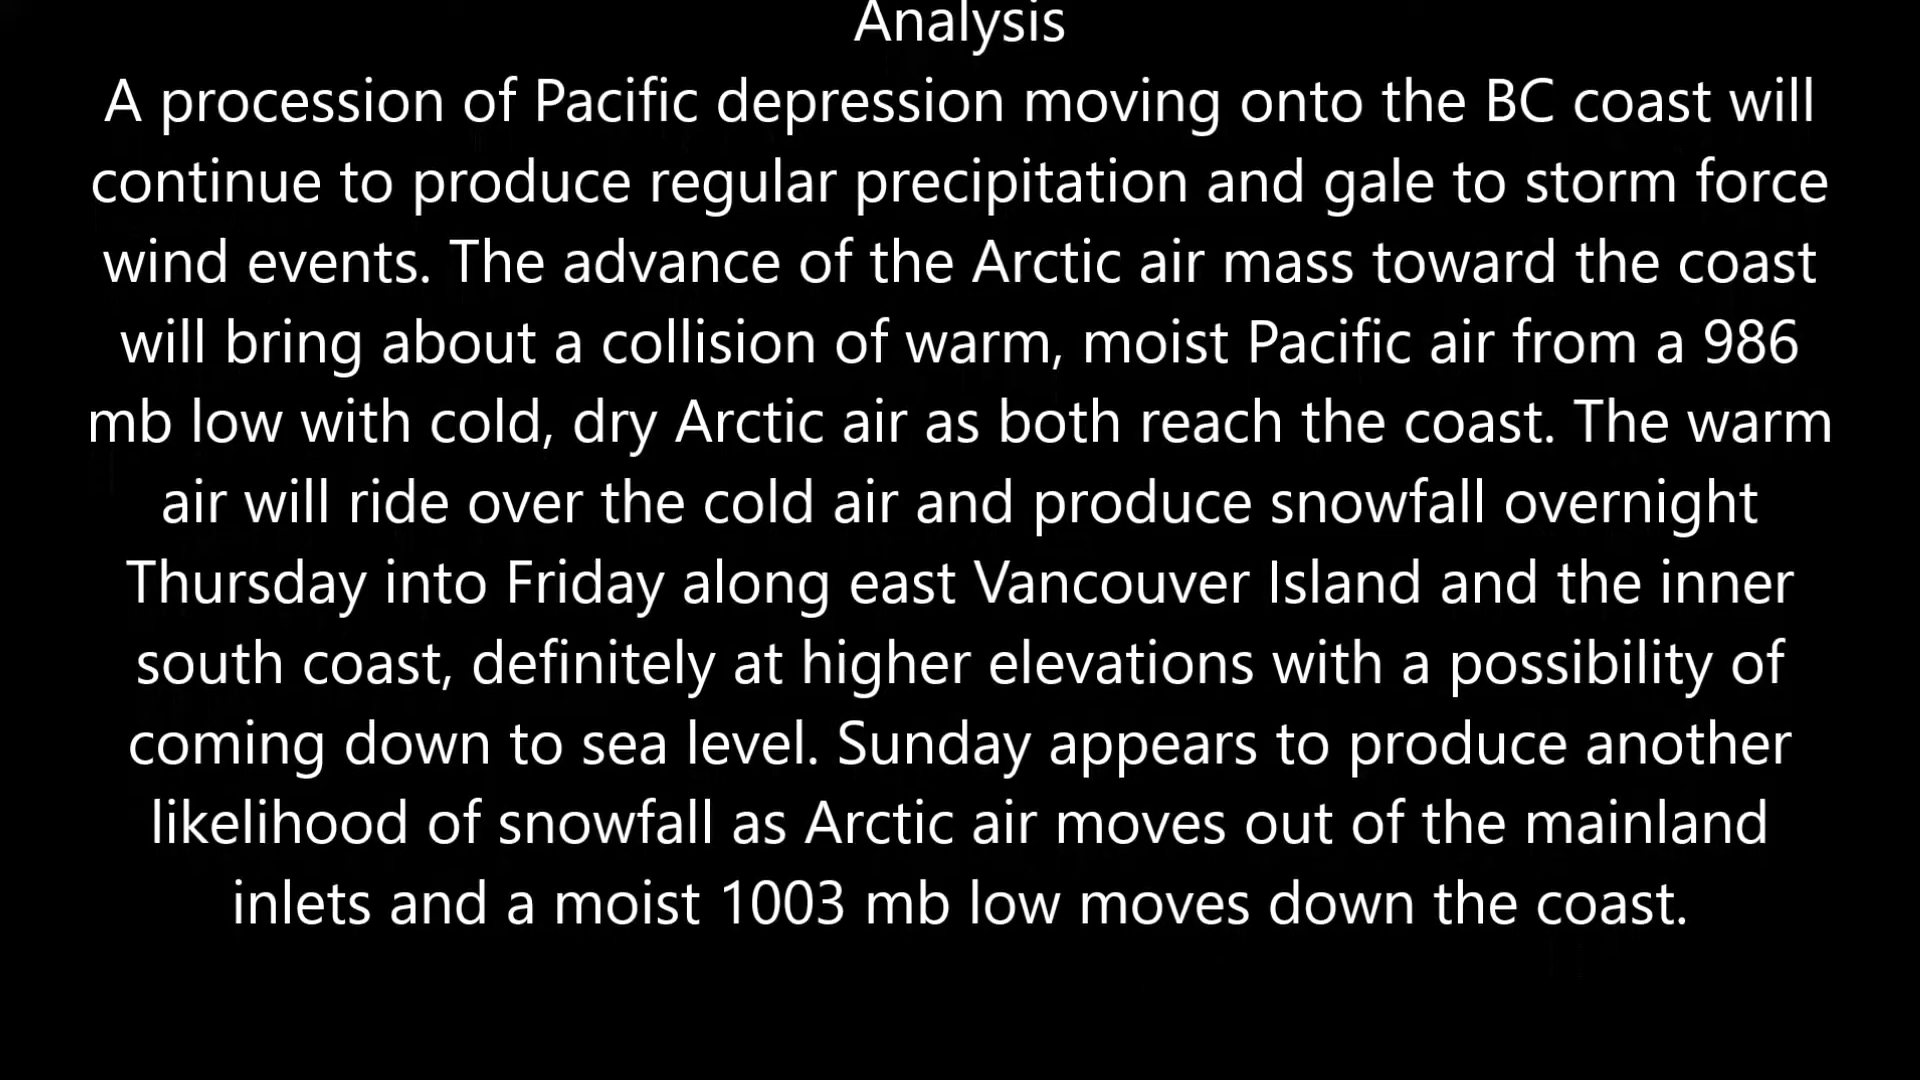 Analysis
A procession of Pacific depression moving onto the BC coast will
continue to produce regular precipitation and gale to storm force
wind events. The advance of the Arctic air mass toward the coast
will bring about a collision of warm, moist Pacific air from a 986
mb low with cold, dry Arctic air as both reach the coast. The warm
air will ride over the cold air and produce snowfall overnight
Thursday into Friday along east Vancouver Island and the inner
south coast, definitely at higher elevations with a possibility of
coming down to sea level. Sunday appears to produce another
likelihood of snowfall as Arctic air moves out of the mainland
inlets and a moist 1003 mb low moves down the coast.